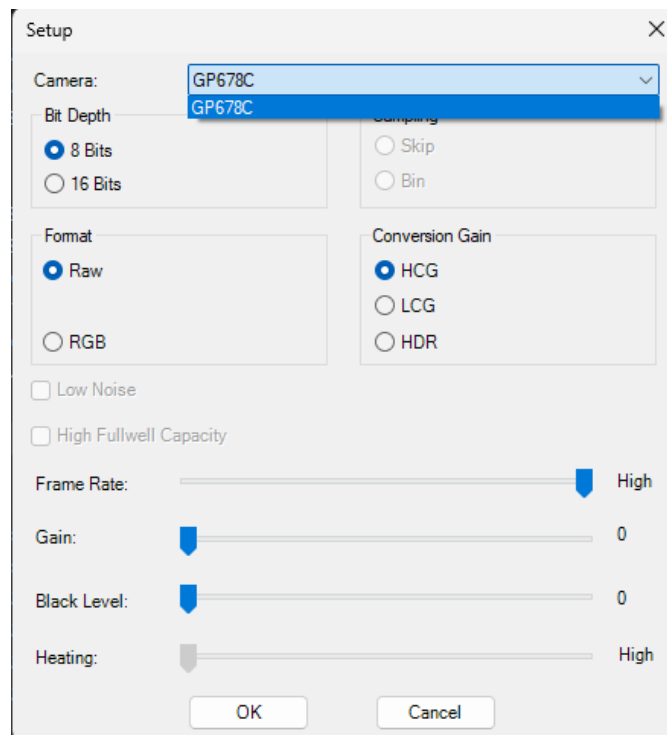 Setup
Camera:
GP678C
GP678C
Bit Depth
Sampling
8 Bits
Skip
16 Bits
Bin
Format
Conversion Gain
Raw
HCG
LCG
RGB
HDR
Low Noise
High Fullwell Capacity
Frame Rate:
High
Gain:
0
Black Level:
0
Heating:
High
OK
Cancel